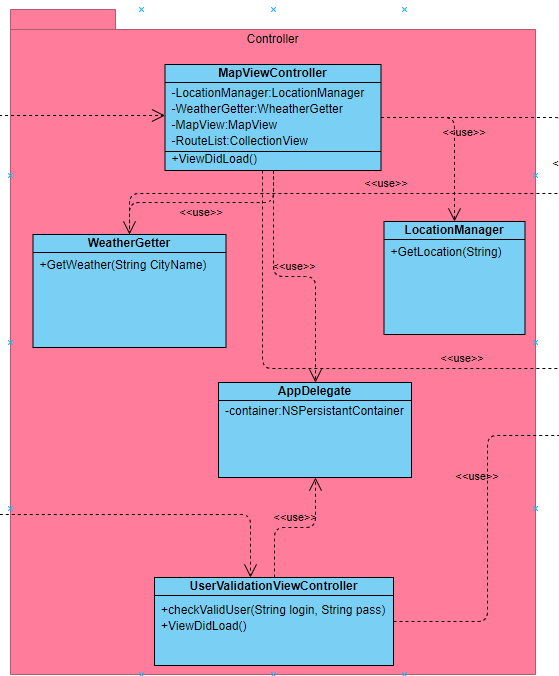 Controller
MapViewController
-LocationManager:LocationManager
-WeatherGetter:WheatherGetter
-MapView:MapView
-RouteList:CollectionView
+ViewDidLoad()
<<use>>
<<use>>
<<use>>
WeatherGetter
+GetWeather(String CityName)
LocationManager
+GetLocation(String)
<<use>>
<<use>>
AppDelegate
-container:NSPersistantContainer
<<use>>
<<use>>
UserValidationViewController
+checkValidUser(String login, String pass)
+ViewDidLoad()